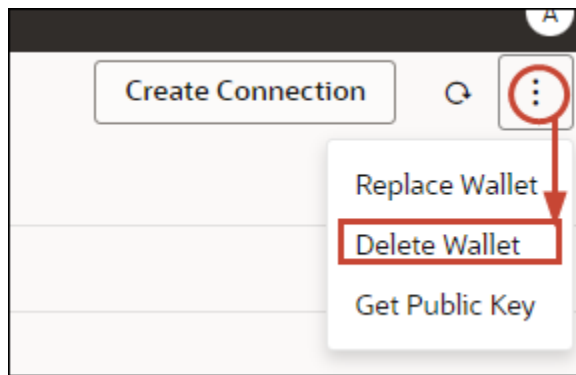 A
Create Connection
Replace Wallet
Delete Wallet
Get Public Key